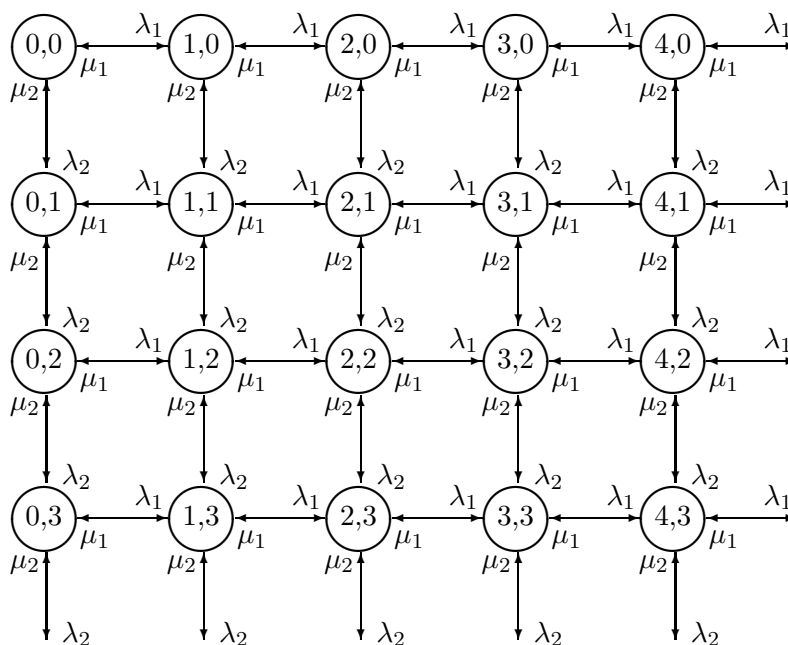 λ₁ λ₁ λ₁ λ₁ λ₁
0,0 1,0 2,0 3,0 4,0
μ₁ μ₁ μ₁ μ₁ μ₁
μ₂ μ₂ μ₂ μ₂ μ₂
λ₂ λ₂ λ₂ λ₂ λ₂
λ₁ λ₁ λ₁ λ₁ λ₁
0,1 1,1 2,1 3,1 4,1
μ₁ μ₁ μ₁ μ₁ μ₁
μ₂ μ₂ μ₂ μ₂ μ₂
λ₂ λ₂ λ₂ λ₂ λ₂
λ₁ λ₁ λ₁ λ₁ λ₁
0,2 1,2 2,2 3,2 4,2
μ₁ μ₁ μ₁ μ₁ μ₁
μ₂ μ₂ μ₂ μ₂ μ₂
λ₂ λ₂ λ₂ λ₂ λ₂
λ₁ λ₁ λ₁ λ₁ λ₁
0,3 1,3 2,3 3,3 4,3
μ₁ μ₁ μ₁ μ₁ μ₁
μ₂ μ₂ μ₂ μ₂ μ₂
λ₂ λ₂ λ₂ λ₂ λ₂